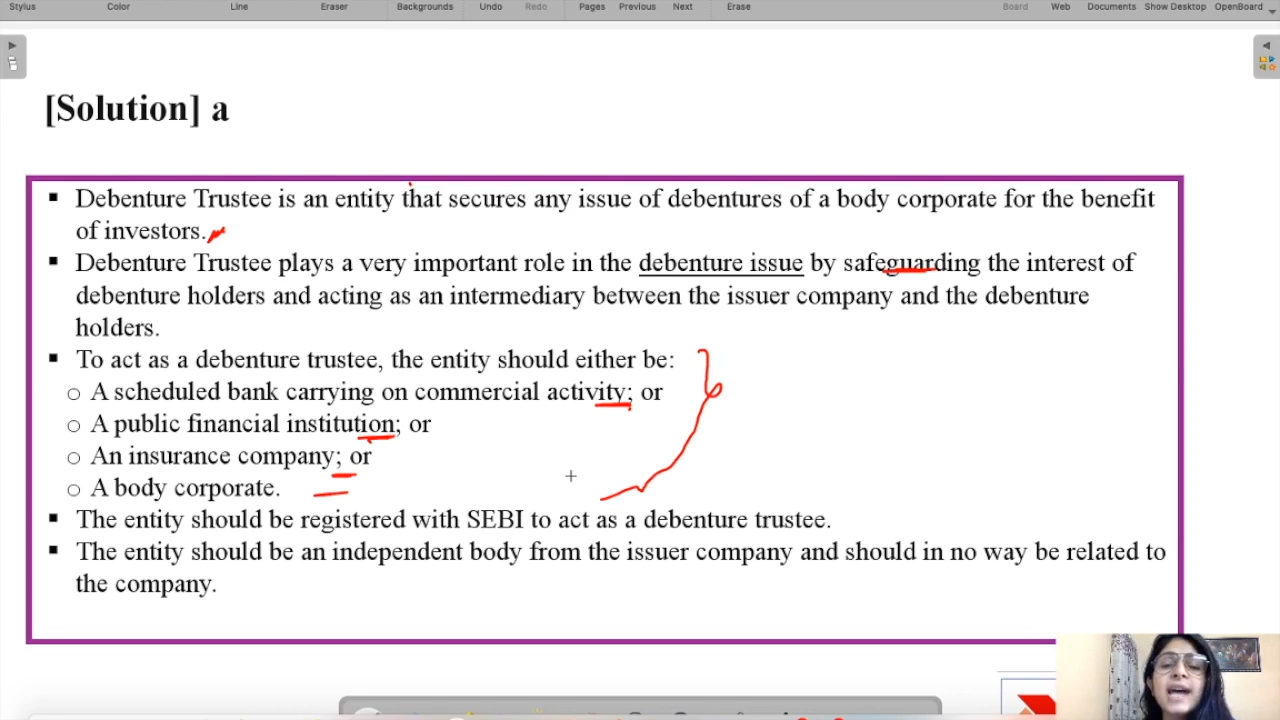 Stylus Color Line Eraser Backgrounds Undo Redo Pages Previous Next Erase Board Web Documents Show Desktop OpenBoard
[Solution] a
▪ Debenture Trustee is an entity that secures any issue of debentures of a body corporate for the benefit
of investors.
▪ Debenture Trustee plays a very important role in the debenture issue by safeguarding the interest of
debenture holders and acting as an intermediary between the issuer company and the debenture
holders.
▪ To act as a debenture trustee, the entity should either be:
○ A scheduled bank carrying on commercial activity; or
○ A public financial institution; or
○ An insurance company; or
○ A body corporate.
▪ The entity should be registered with SEBI to act as a debenture trustee.
▪ The entity should be an independent body from the issuer company and should in no way be related to
the company.